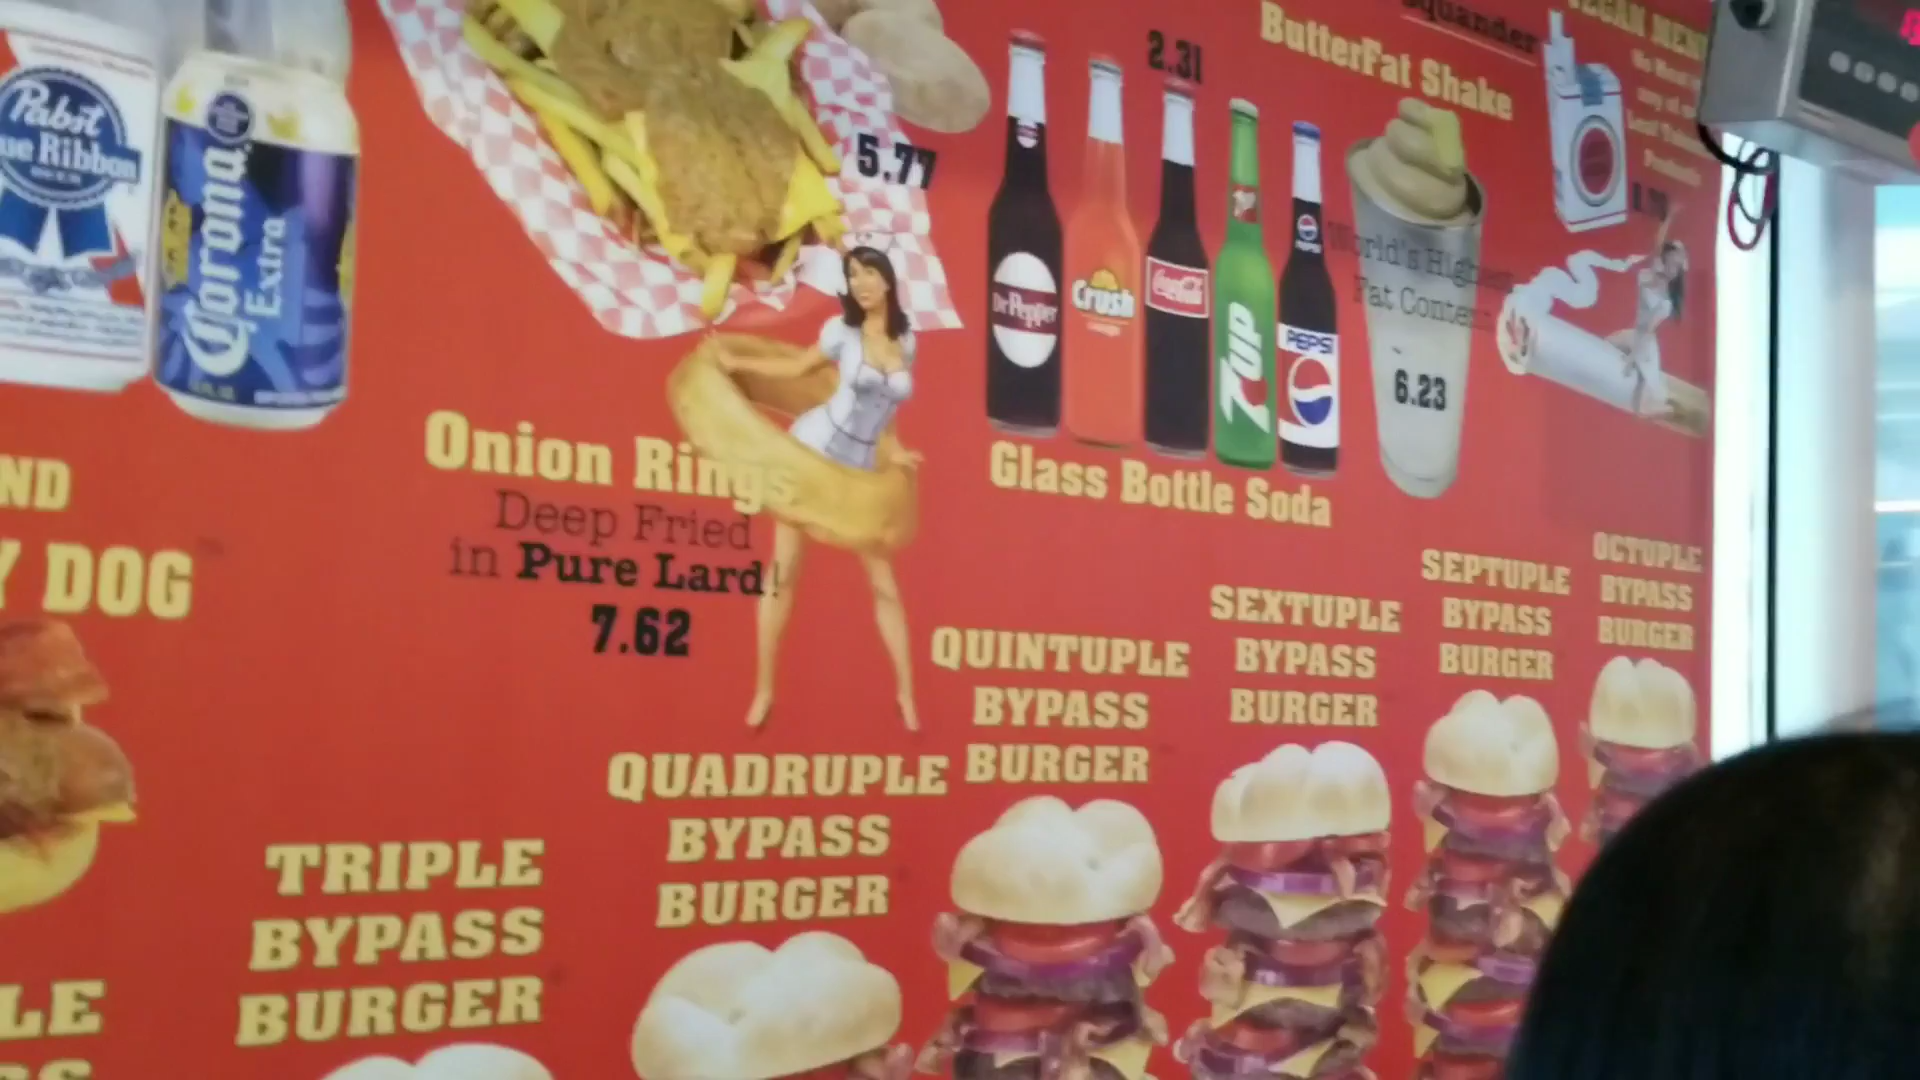 Pabst
ue Ribbon
Corona
Extra
5.77
2.31
Dr Pepper
Crush
Coca-Cola
7UP
PEPSI
Squander
ButterFat Shake
World's Highest
Fat Content
6.23
VEGAN MENU
Glass Bottle Soda
Onion Rings
Deep Fried
in Pure Lard!
7.62
ND
Y DOG
LE
TRIPLE
BYPASS
BURGER
QUADRUPLE
BYPASS
BURGER
QUINTUPLE
BYPASS
BURGER
SEXTUPLE
BYPASS
BURGER
SEPTUPLE
BYPASS
BURGER
OCTUPLE
BYPASS
BURGER